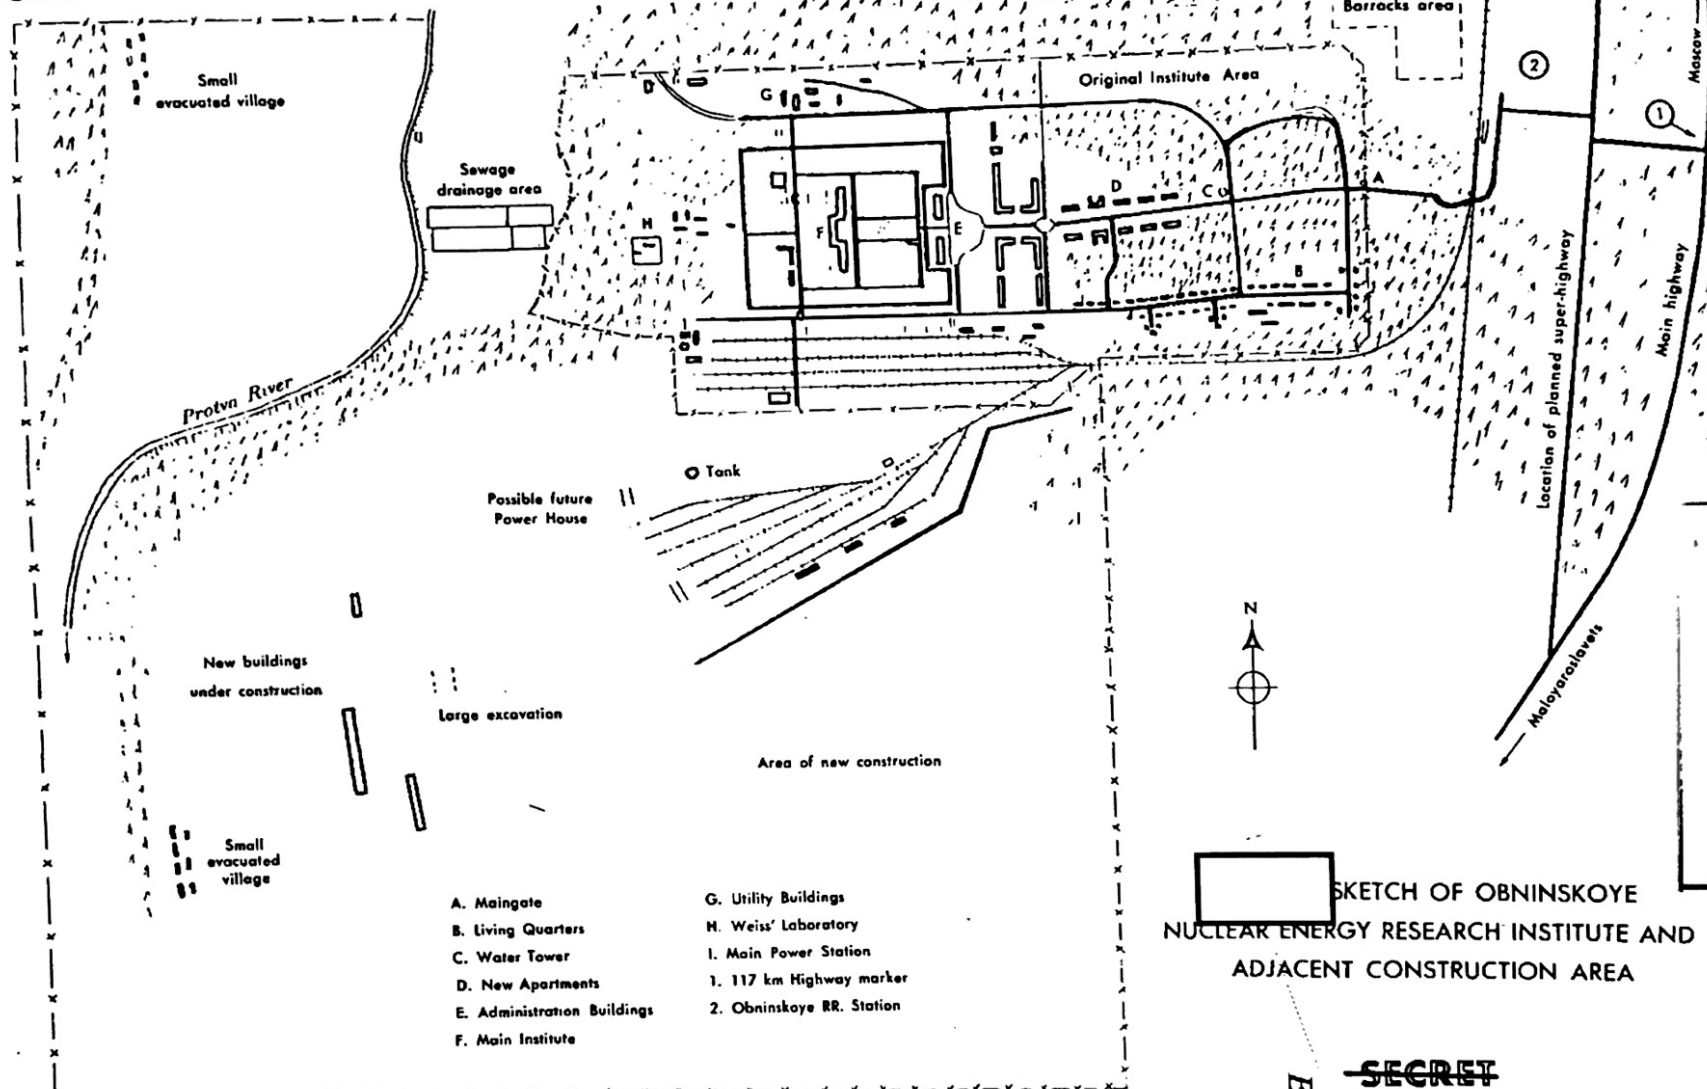 Barracks area
Moscow
2
1
Original Institute Area
Small
evacuated village
G
Sewage
drainage area
D
C
A
H
F
E
B
Location of planned super-highway
Main highway
Protva River
Tank
Possible future
Power House
N
Maloyaroslavets
New buildings
under construction
Large excavation
Area of new construction
Small
evacuated
village
A. Maingate
B. Living Quarters
C. Water Tower
D. New Apartments
E. Administration Buildings
F. Main Institute
G. Utility Buildings
H. Weiss' Laboratory
I. Main Power Station
1. 117 km Highway marker
2. Obninskoye RR. Station
SKETCH OF OBNINSKOYE
NUCLEAR ENERGY RESEARCH INSTITUTE AND
ADJACENT CONSTRUCTION AREA
SECRET